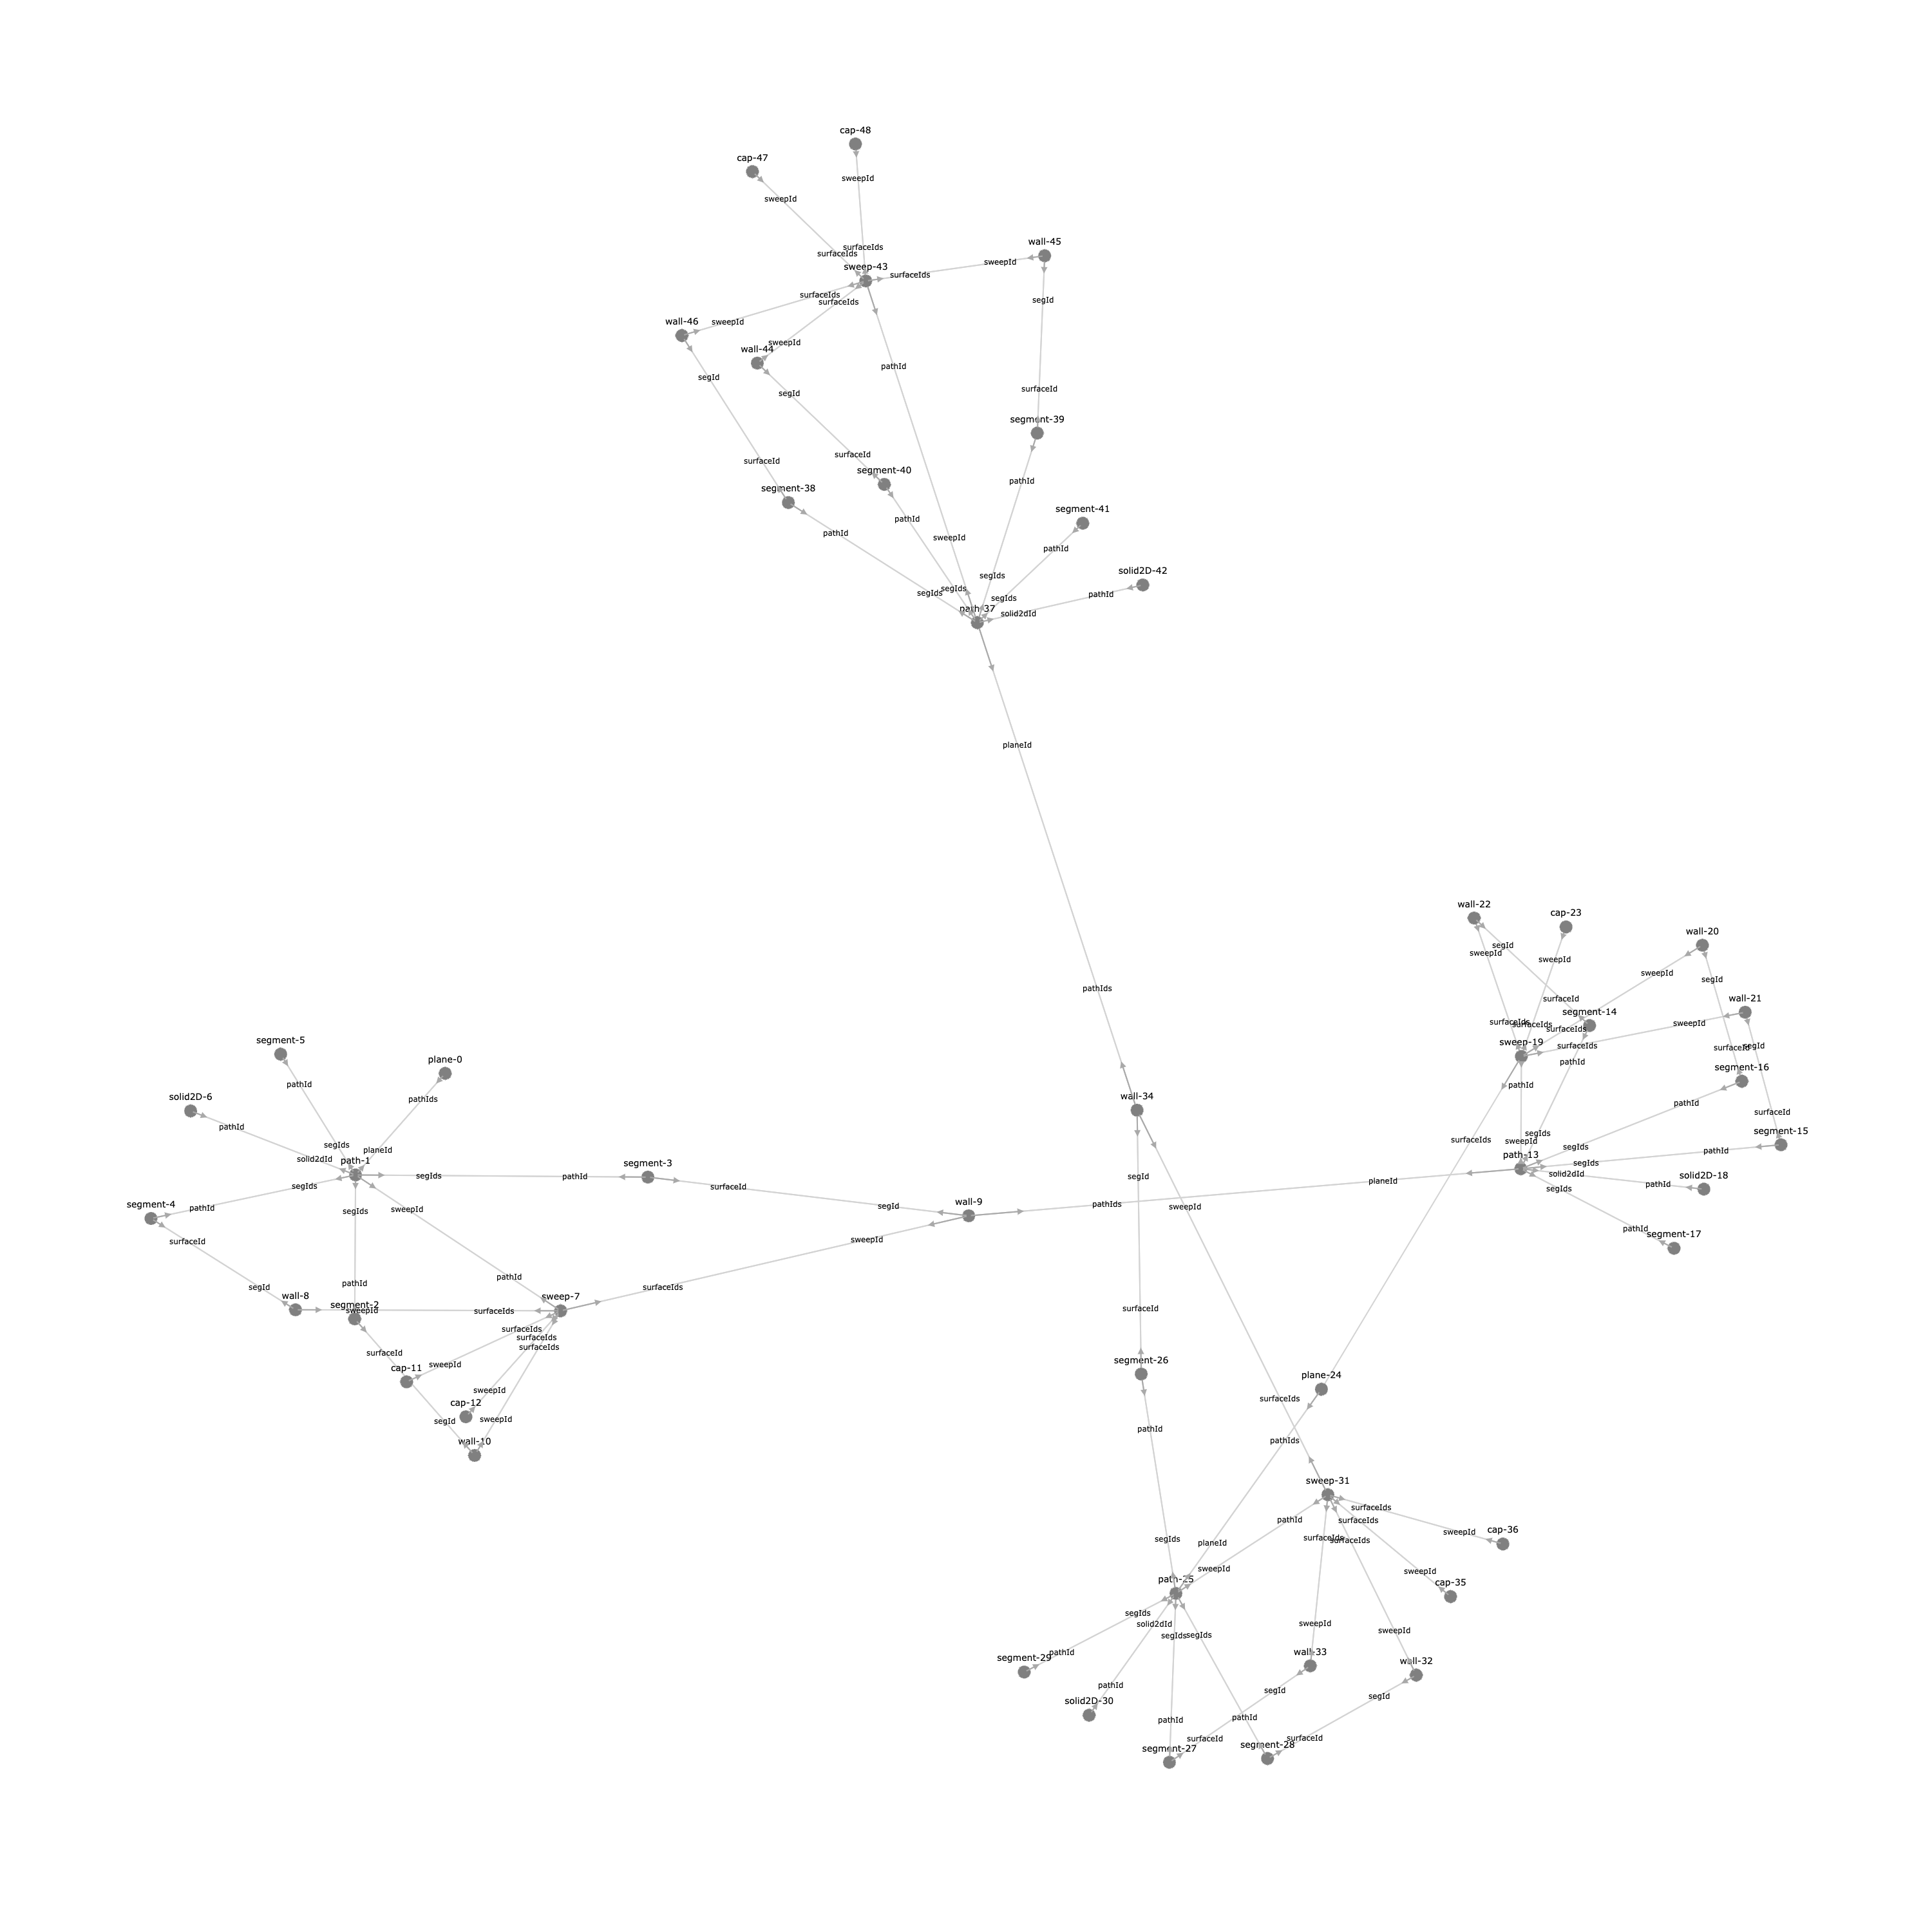 cap-48
cap-47
sweepId
sweepId
surfaceIds
surfaceIds
wall-45
sweepId
sweep-43
surfaceIds
surfaceIds
surfaceIds
segId
wall-46
sweepId
sweepId
wall-44
pathId
segId
segId
surfaceId
segment-39
surfaceId
surfaceId
segment-40
segment-38
pathId
segment-41
pathId
pathId
sweepId
pathId
solid2D-42
segIds
segIds
segIds
pathId
segIds
path-37
solid2dId
planeId
wall-22
cap-23
wall-20
segId
sweepId
sweepId
sweepId
segId
pathIds
surfaceId
wall-21
segment-14
surfaceIds
surfaceIds
surfaceIds
sweepId
sweep-19
surfaceIds
surfaceId
segId
segment-5
plane-0
pathId
segment-16
pathId
pathId
pathIds
solid2D-6
wall-34
pathId
surfaceId
pathId
segIds
segment-15
surfaceIds
sweepId
segIds
planeId
segIds
pathId
solid2dId
path-1
segment-3
path-13
segIds
solid2dId
solid2D-18
segIds
pathId
segId
planeId
pathId
segIds
segIds
surfaceId
segment-4
pathId
wall-9
segIds
sweepId
segId
pathIds
sweepId
pathId
segment-17
surfaceId
sweepId
pathId
pathId
segId
surfaceIds
wall-8
sweep-7
segment-2
sweepId
surfaceIds
surfaceId
surfaceIds
surfaceIds
surfaceIds
surfaceId
cap-11
sweepId
segment-26
plane-24
sweepId
surfaceIds
cap-12
segId
sweepId
pathId
wall-10
pathIds
sweep-31
surfaceIds
pathId
surfaceIds
cap-36
sweepId
segIds
surfaceIds
surfaceIds
planeId
sweepId
sweepId
path-25
cap-35
segIds
solid2dId
sweepId
sweepId
segIds
segIds
pathId
wall-33
segment-29
wall-32
pathId
segId
segId
solid2D-30
pathId
pathId
surfaceId
surfaceId
segment-27
segment-28